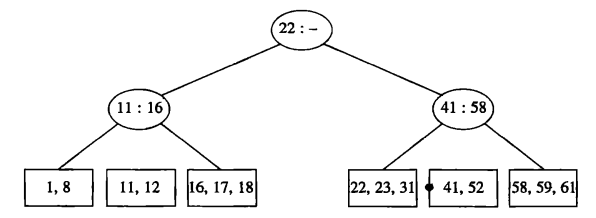 22 : –
11 : 16
41 : 58
1, 8
11, 12
16, 17, 18
22, 23, 31
41, 52
58, 59, 61